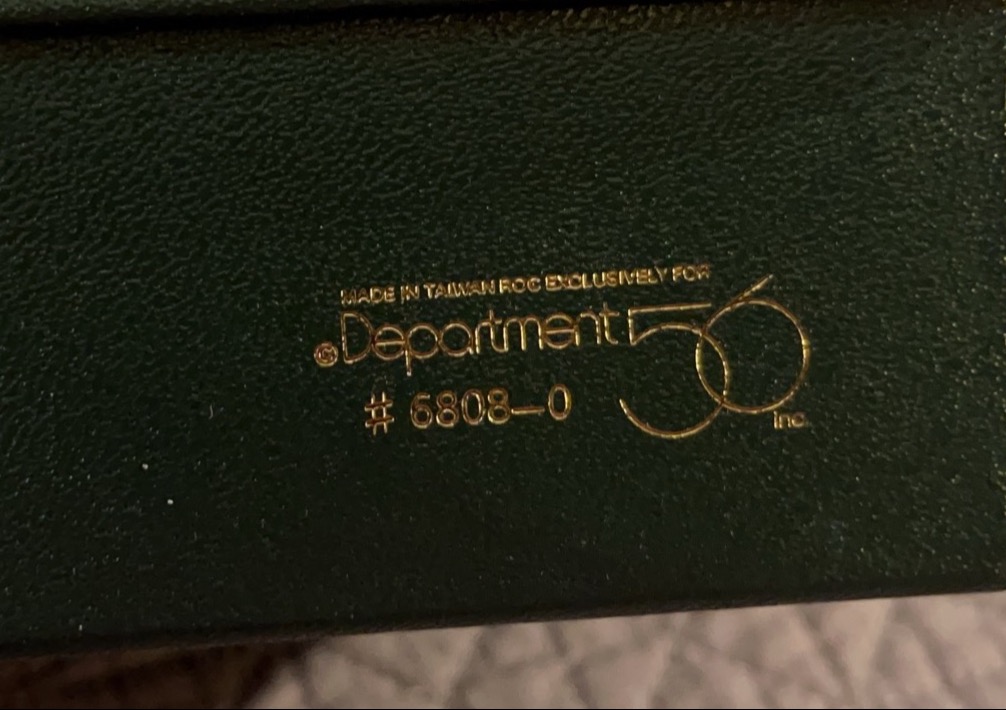 MADE IN TAIWAN ROC EXCLUSIVELY FOR
© Department 56
# 6808-0
inc.